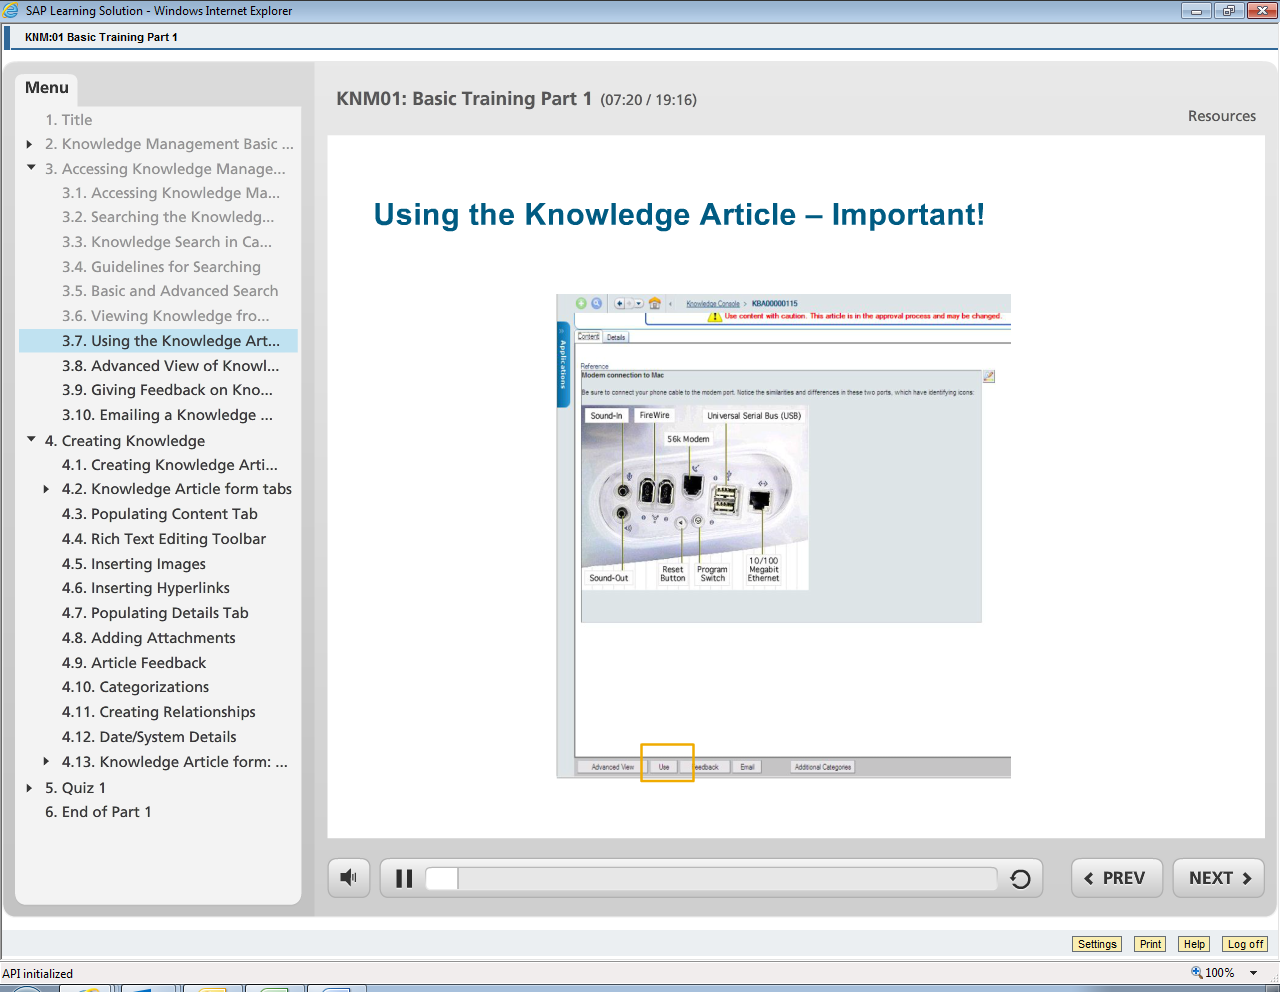 SAP Learning Solution - Windows Internet Explorer
KNM:01 Basic Training Part 1
Menu
1. Title
2. Knowledge Management Basic ...
3. Accessing Knowledge Manage...
3.1. Accessing Knowledge Ma...
3.2. Searching the Knowledg...
3.3. Knowledge Search in Ca...
3.4. Guidelines for Searching
3.5. Basic and Advanced Search
3.6. Viewing Knowledge fro...
3.7. Using the Knowledge Art...
3.8. Advanced View of Knowl...
3.9. Giving Feedback on Kno...
3.10. Emailing a Knowledge ...
4. Creating Knowledge
4.1. Creating Knowledge Arti...
4.2. Knowledge Article form tabs
4.3. Populating Content Tab
4.4. Rich Text Editing Toolbar
4.5. Inserting Images
4.6. Inserting Hyperlinks
4.7. Populating Details Tab
4.8. Adding Attachments
4.9. Article Feedback
4.10. Categorizations
4.11. Creating Relationships
4.12. Date/System Details
4.13. Knowledge Article form: ...
5. Quiz 1
6. End of Part 1
KNM01: Basic Training Part 1 (07:20 / 19:16)
Resources
Using the Knowledge Article – Important!
Knowledge Console > KBA00000115
Use content with caution. This article is in the approval process and may be changed.
Content Details
Applications
Reference
Modem connection to Mac
Be sure to connect your phone cable to the modem port. Notice the similarities and differences in these two ports, which have identifying icons:
Sound-In FireWire Universal Serial Bus (USB)
56k Modem
Sound-Out
Reset Button
Program Switch
10/100 Megabit Ethernet
Advanced View Use Feedback Email Additional Categories
PREV NEXT
Settings Print Help Log off
API initialized
100%